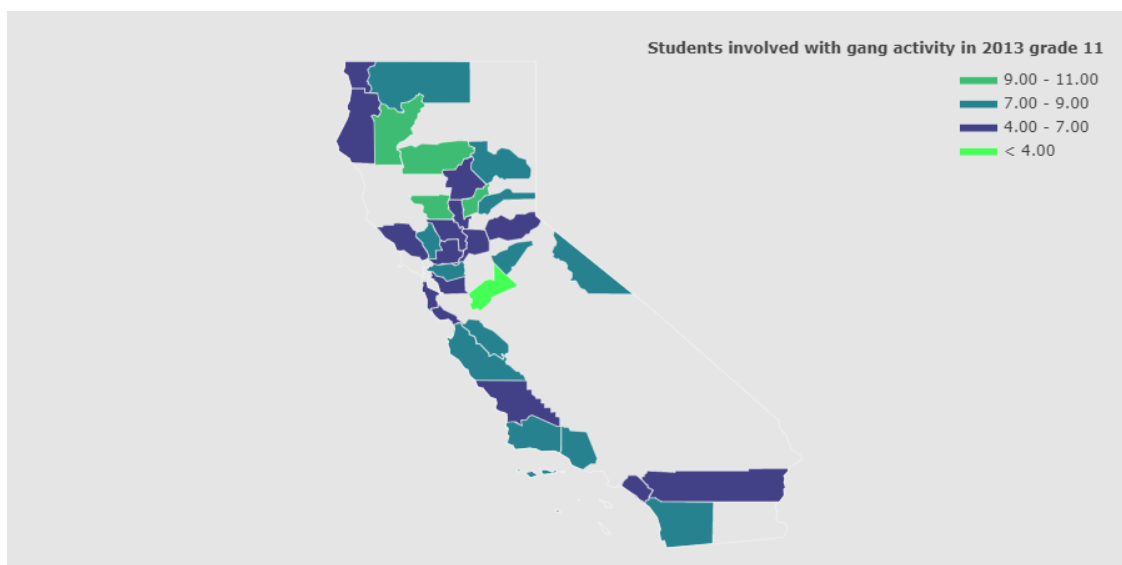 Students involved with gang activity in 2013 grade 11
9.00 - 11.00
7.00 - 9.00
4.00 - 7.00
< 4.00